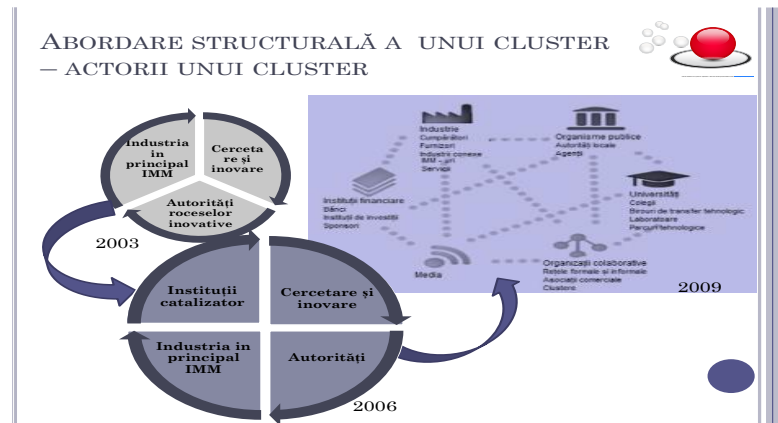 ABORDARE STRUCTURALĂ A UNUI CLUSTER
– ACTORII UNUI CLUSTER
Industria
in
principal
IMM
Cerceta
re și
inovare
Autorități
roceselor
inovative
2003
Instituții
catalizator
Cercetare și
inovare
Industria in
principal
IMM
Autorități
2006
Industrie
Cumpărători
Furnizori
Industrii conexe
IMM - uri
Servicii
Organisme publice
Autorități locale
Agenții
Instituții financiare
Bănci
Instituții de investiții
Sponsori
Universități
Colegii
Birouri de transfer tehnologic
Laboratoare
Parcuri tehnologice
Media
Organizații colaborative
Rețele formale și informale
Asociații comerciale
Clustere
2009